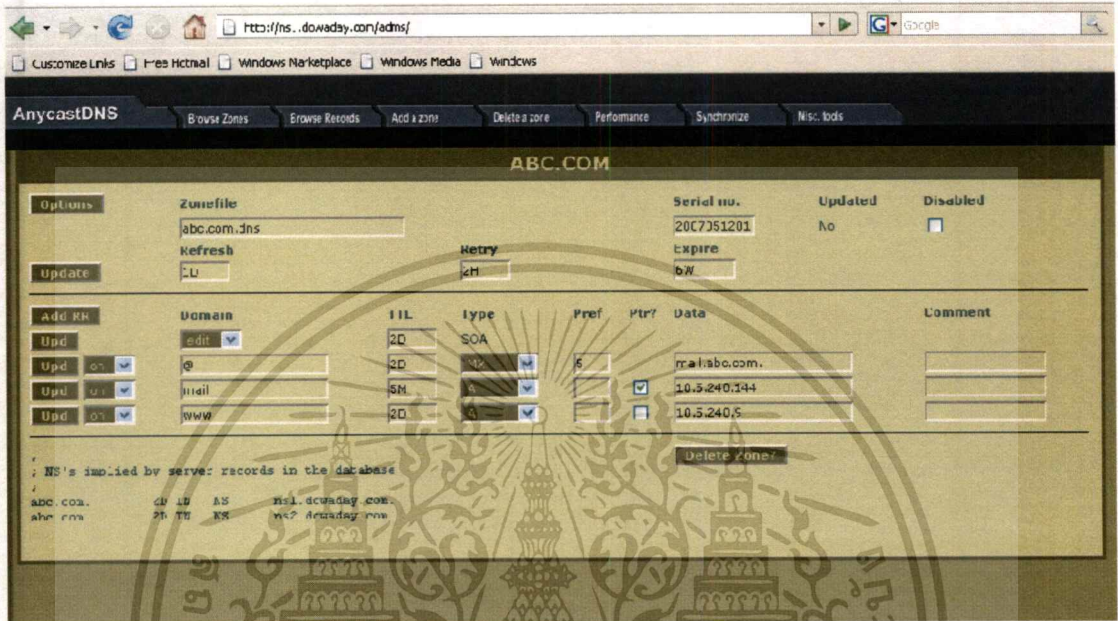 http://ns..dowaday.com/adms/
Google
Customize Links Free Hotmail Windows Marketplace Windows Media Windows
AnycastDNS Browse Zones Browse Records Add a zone Delete a zone Performance Synchronize Misc. tools
ABC.COM
Options Zonefile Serial no. Updated Disabled
abc.com.dns 2007051201 No
Refresh Retry Expire
Update 1D 2H 6W
Add RR Domain TTL Type Pref Ptr? Data Comment
Upd edit 2D SOA
Upd on @ 2D MX 5 mail.abc.com.
Upd on mail 5M A 10.5.240.144
Upd on www 2D A 10.5.240.5
Delete Zone?
;
; NS's implied by server records in the database
;
abc.com. 2D IN NS ns1.dowaday.com.
abc.com. 2D IN NS ns2.dowaday.com.